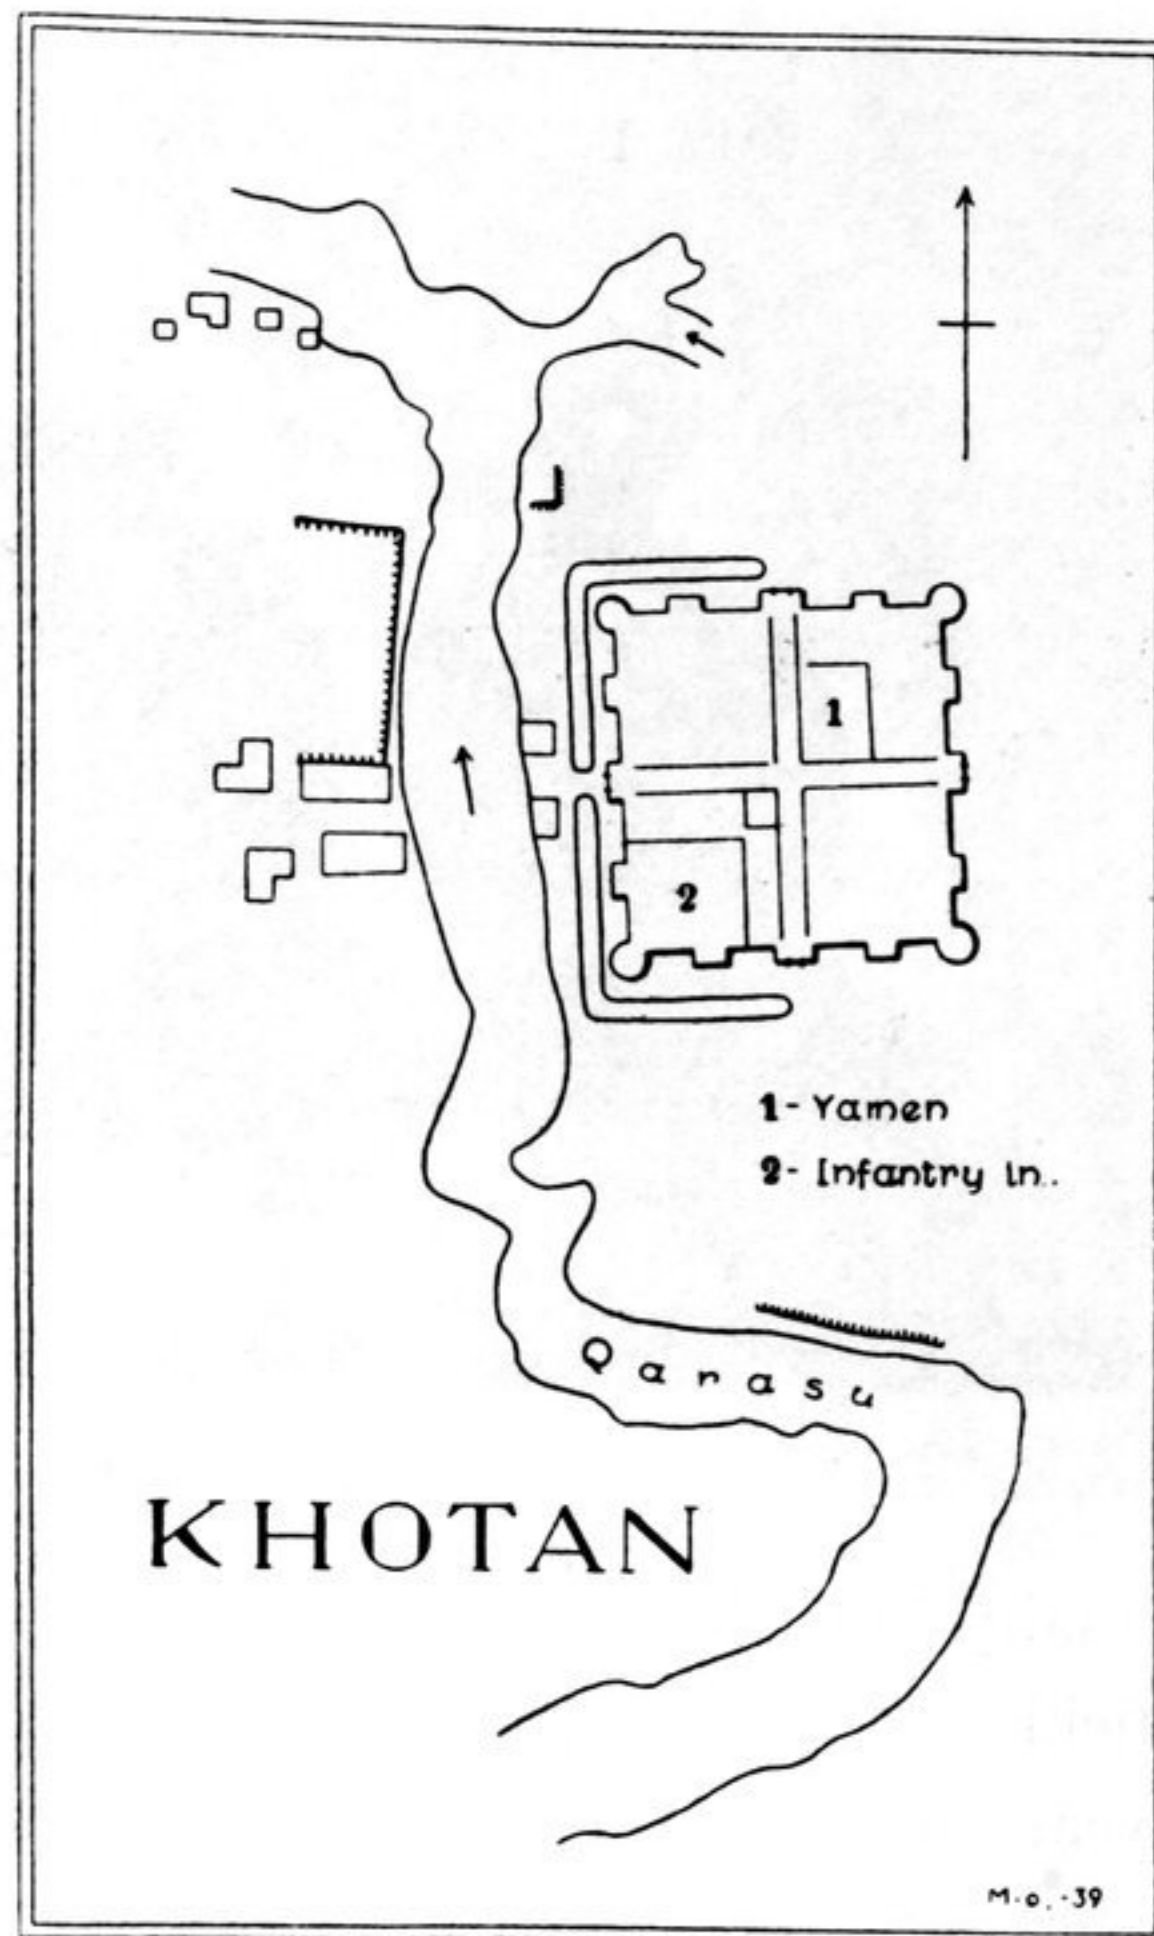 1
2
1- Yamen
2- Infantry in..
Qarasu
KHOTAN
M.o.-39